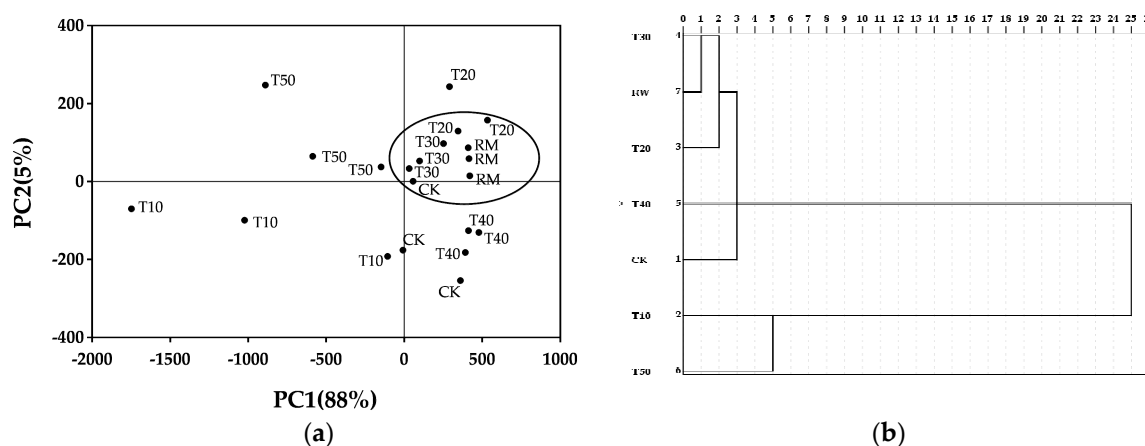 400
200
0
-200
-400
PC2(5%)
-2000 -1500 -1000 -500 0 500 1000
PC1(88%)
T50
T20
T20
T20
T30
RM
T50
T30
RM
T50
T30
RM
CK
T10
T10
T40
T40
CK
T10
T40
CK
(a)
0 1 2 3 4 5 6 7 8 9 10 11 12 13 14 15 16 17 18 19 20 21 22 23 24 25
T30 4
RW 7
T20 3
T40 5
CK 1
T10 2
T50 6
(b)